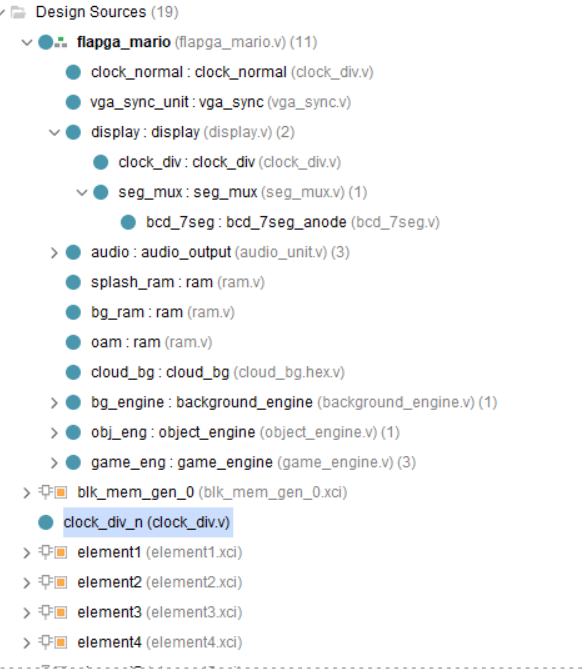 Design Sources (19)
flapga_mario (flapga_mario.v) (11)
clock_normal : clock_normal (clock_div.v)
vga_sync_unit : vga_sync (vga_sync.v)
display : display (display.v) (2)
clock_div : clock_div (clock_div.v)
seg_mux : seg_mux (seg_mux.v) (1)
bcd_7seg : bcd_7seg_anode (bcd_7seg.v)
audio : audio_output (audio_unit.v) (3)
splash_ram : ram (ram.v)
bg_ram : ram (ram.v)
oam : ram (ram.v)
cloud_bg : cloud_bg (cloud_bg.hex.v)
bg_engine : background_engine (background_engine.v) (1)
obj_eng : object_engine (object_engine.v) (1)
game_eng : game_engine (game_engine.v) (3)
blk_mem_gen_0 (blk_mem_gen_0.xci)
clock_div_n (clock_div.v)
element1 (element1.xci)
element2 (element2.xci)
element3 (element3.xci)
element4 (element4.xci)